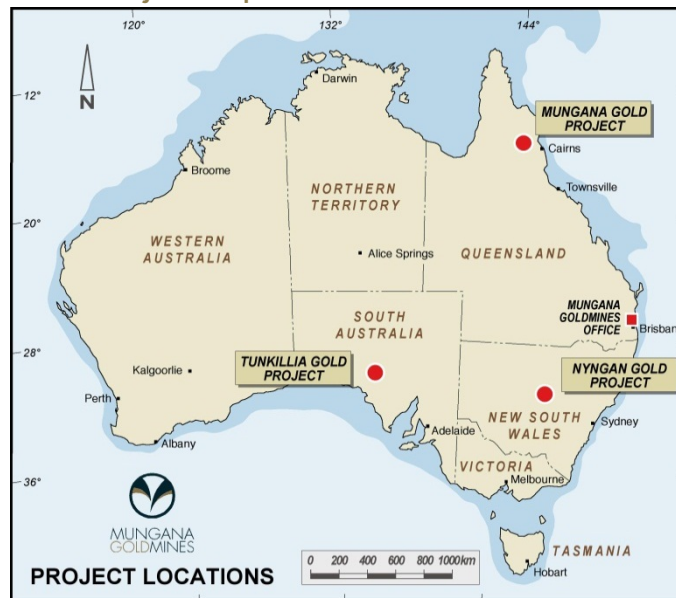 120°
132°
144°
12°
N
Darwin
MUNGANA GOLD
PROJECT
Cairns
Broome
Townsville
NORTHERN
TERRITORY
20°
WESTERN
AUSTRALIA
Alice Springs
QUEENSLAND
MUNGANA
GOLDMINES
OFFICE
SOUTH
AUSTRALIA
Brisban
28°
TUNKILLIA GOLD
PROJECT
NYNGAN GOLD
PROJECT
Kalgoorlie
Perth
NEW SOUTH
WALES
Sydney
Adelaide
Albany
VICTORIA
36°
Melbourne
MUNGANA
GOLDMINES
0 200 400 600 800 1000km
TASMANIA
PROJECT LOCATIONS
Hobart